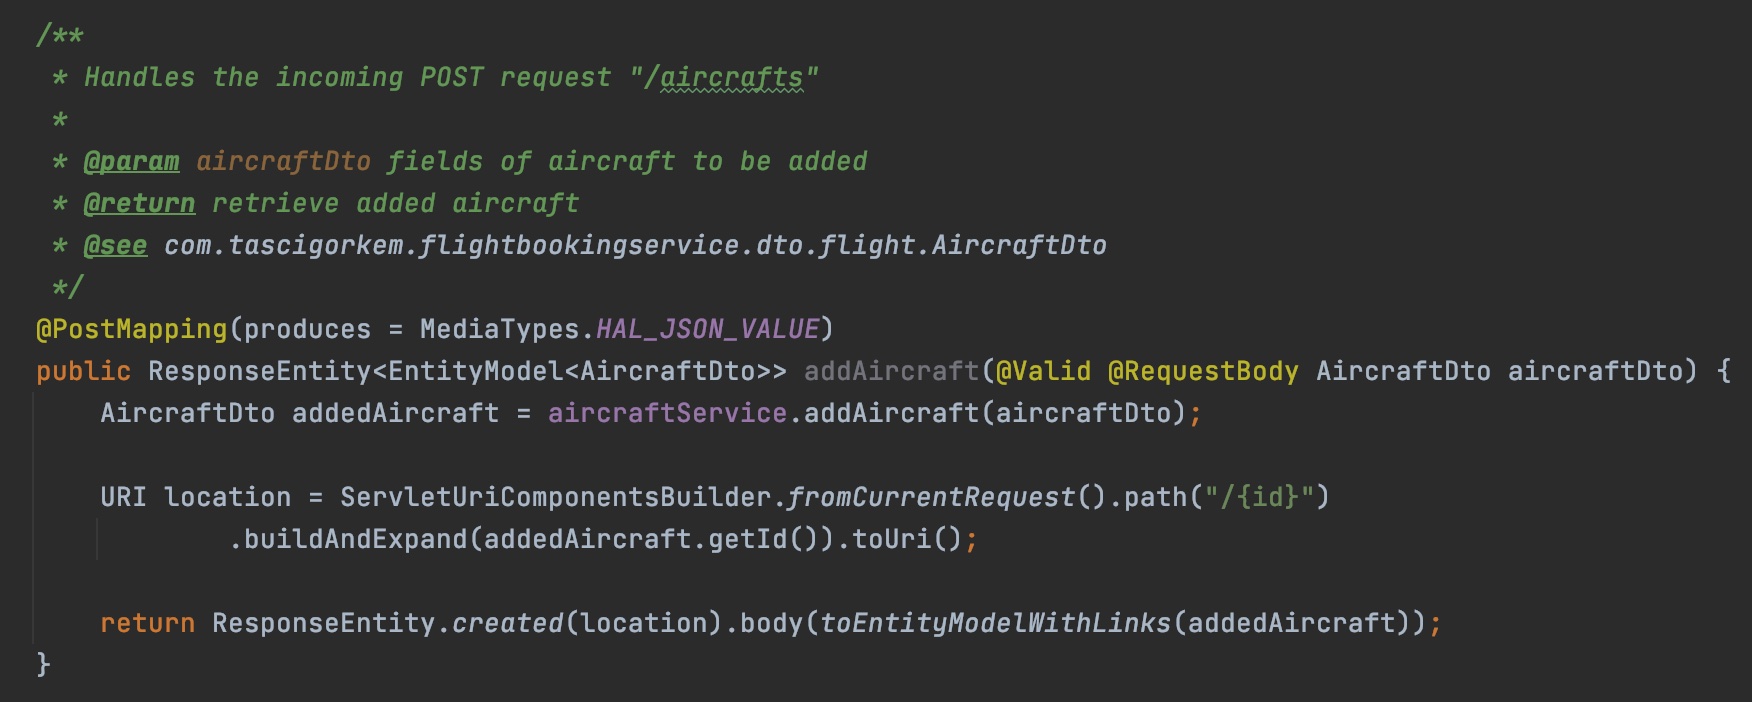 /**
* Handles the incoming POST request "/aircrafts"
*
* @param aircraftDto fields of aircraft to be added
* @return retrieve added aircraft
* @see com.tascigorkem.flightbookingservice.dto.flight.AircraftDto
*/
@PostMapping(produces = MediaTypes.HAL_JSON_VALUE)
public ResponseEntity<EntityModel<AircraftDto>> addAircraft(@Valid @RequestBody AircraftDto aircraftDto) {
AircraftDto addedAircraft = aircraftService.addAircraft(aircraftDto);
URI location = ServletUriComponentsBuilder.fromCurrentRequest().path("/{id}")
.buildAndExpand(addedAircraft.getId()).toUri();
return ResponseEntity.created(location).body(toEntityModelWithLinks(addedAircraft));
}